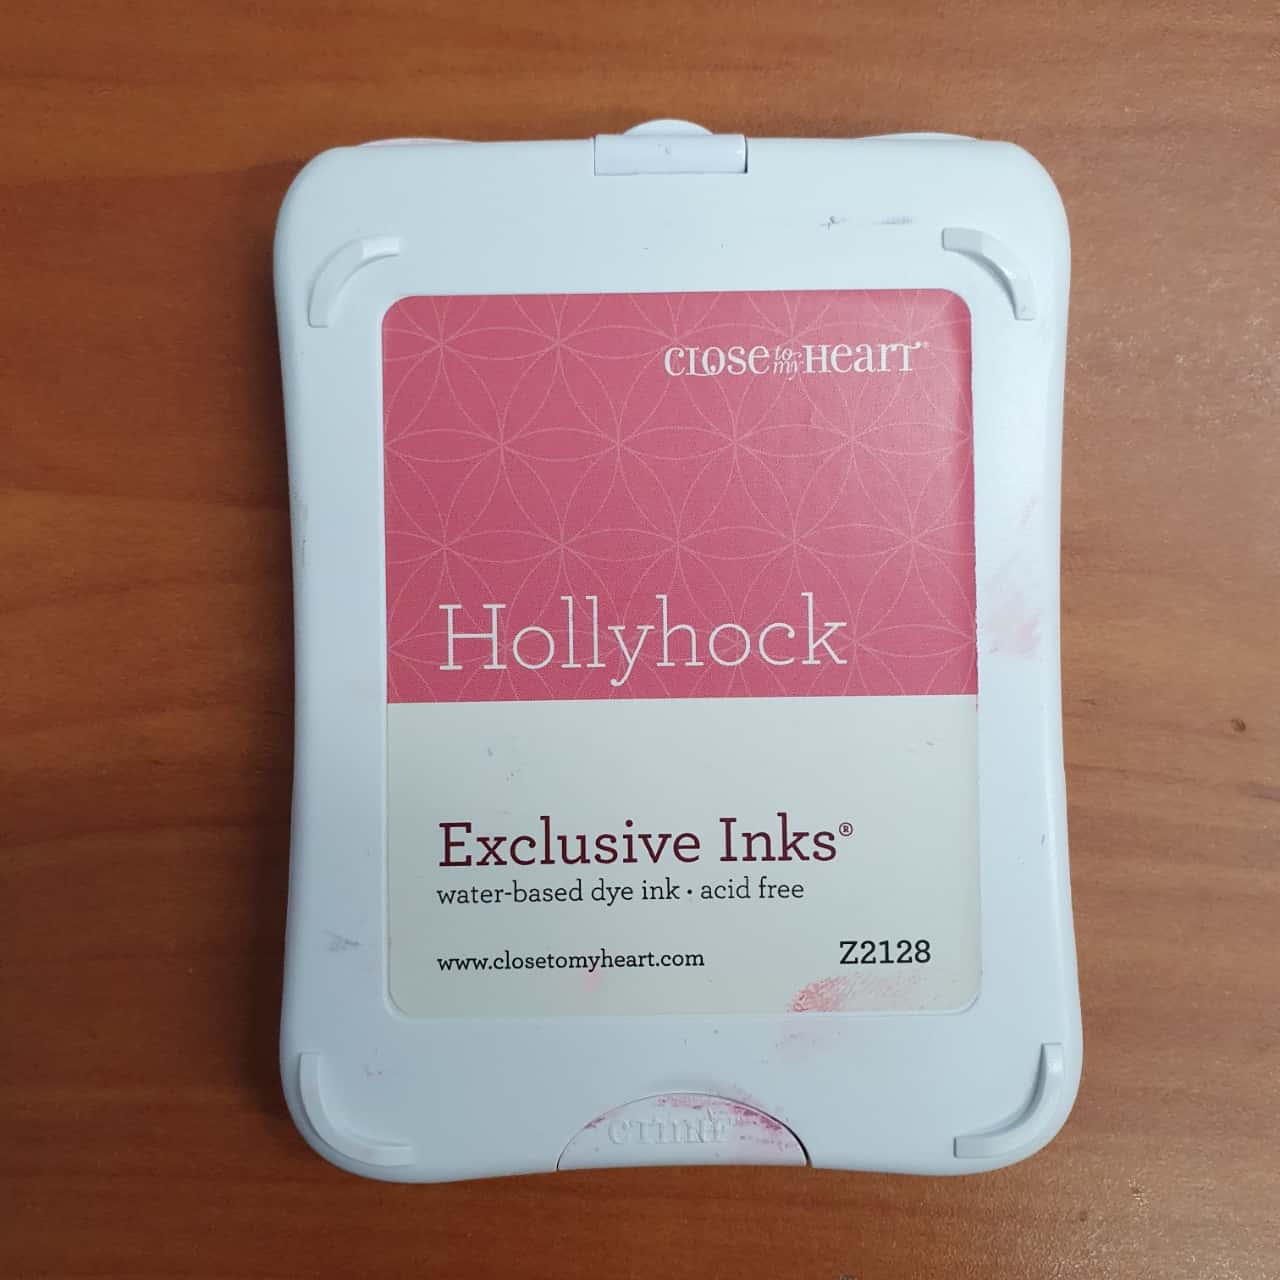 CLOSE to my HEART®
Hollyhock
Exclusive Inks®
water-based dye ink • acid free
www.closetomyheart.com
Z2128